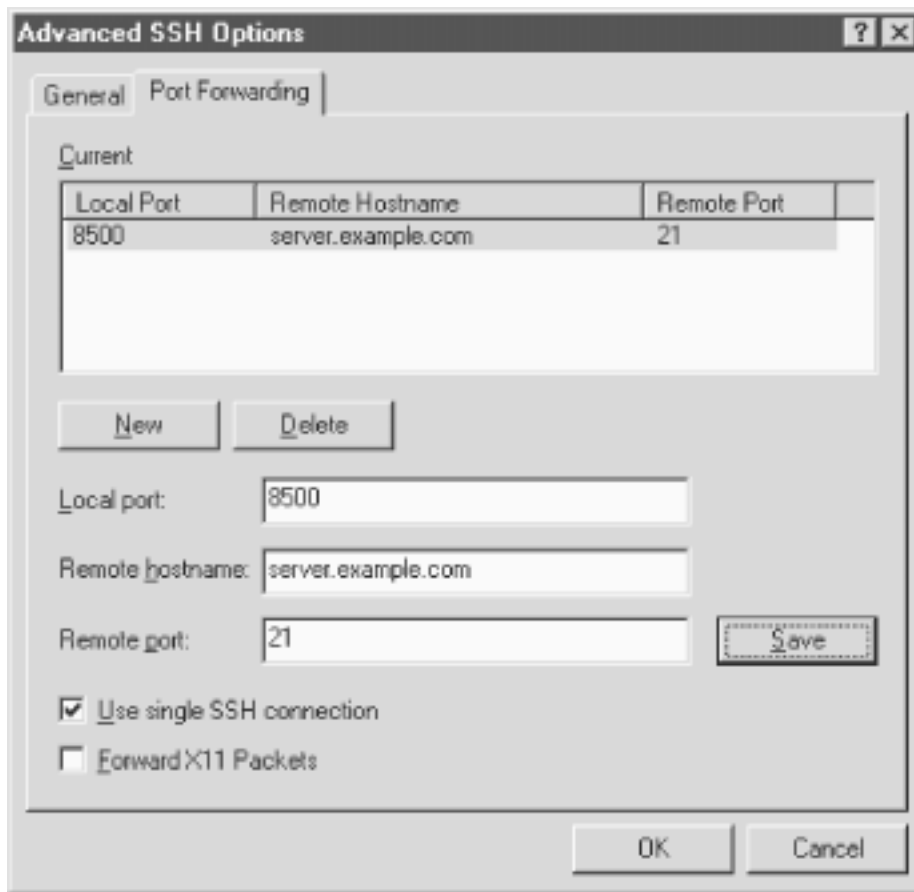 Advanced SSH Options
General Port Forwarding
Current
Local Port Remote Hostname Remote Port
8500 server.example.com 21
New Delete
Local port: 8500
Remote hostname: server.example.com
Remote port: 21 Save
Use single SSH connection
Forward X11 Packets
OK Cancel